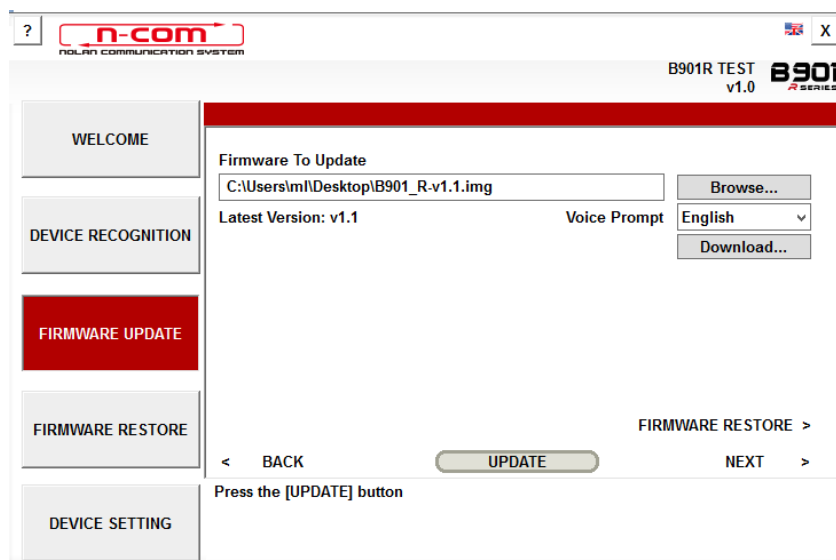 ?
n-com
NOLAN COMMUNICATION SYSTEM
X
B901R TEST
v1.0
B901
R SERIES
WELCOME
DEVICE RECOGNITION
FIRMWARE UPDATE
FIRMWARE RESTORE
DEVICE SETTING
Firmware To Update
C:\Users\ml\Desktop\B901_R-v1.1.img
Browse...
Latest Version: v1.1
Voice Prompt
English
Download...
FIRMWARE RESTORE >
< BACK
UPDATE
NEXT >
Press the [UPDATE] button